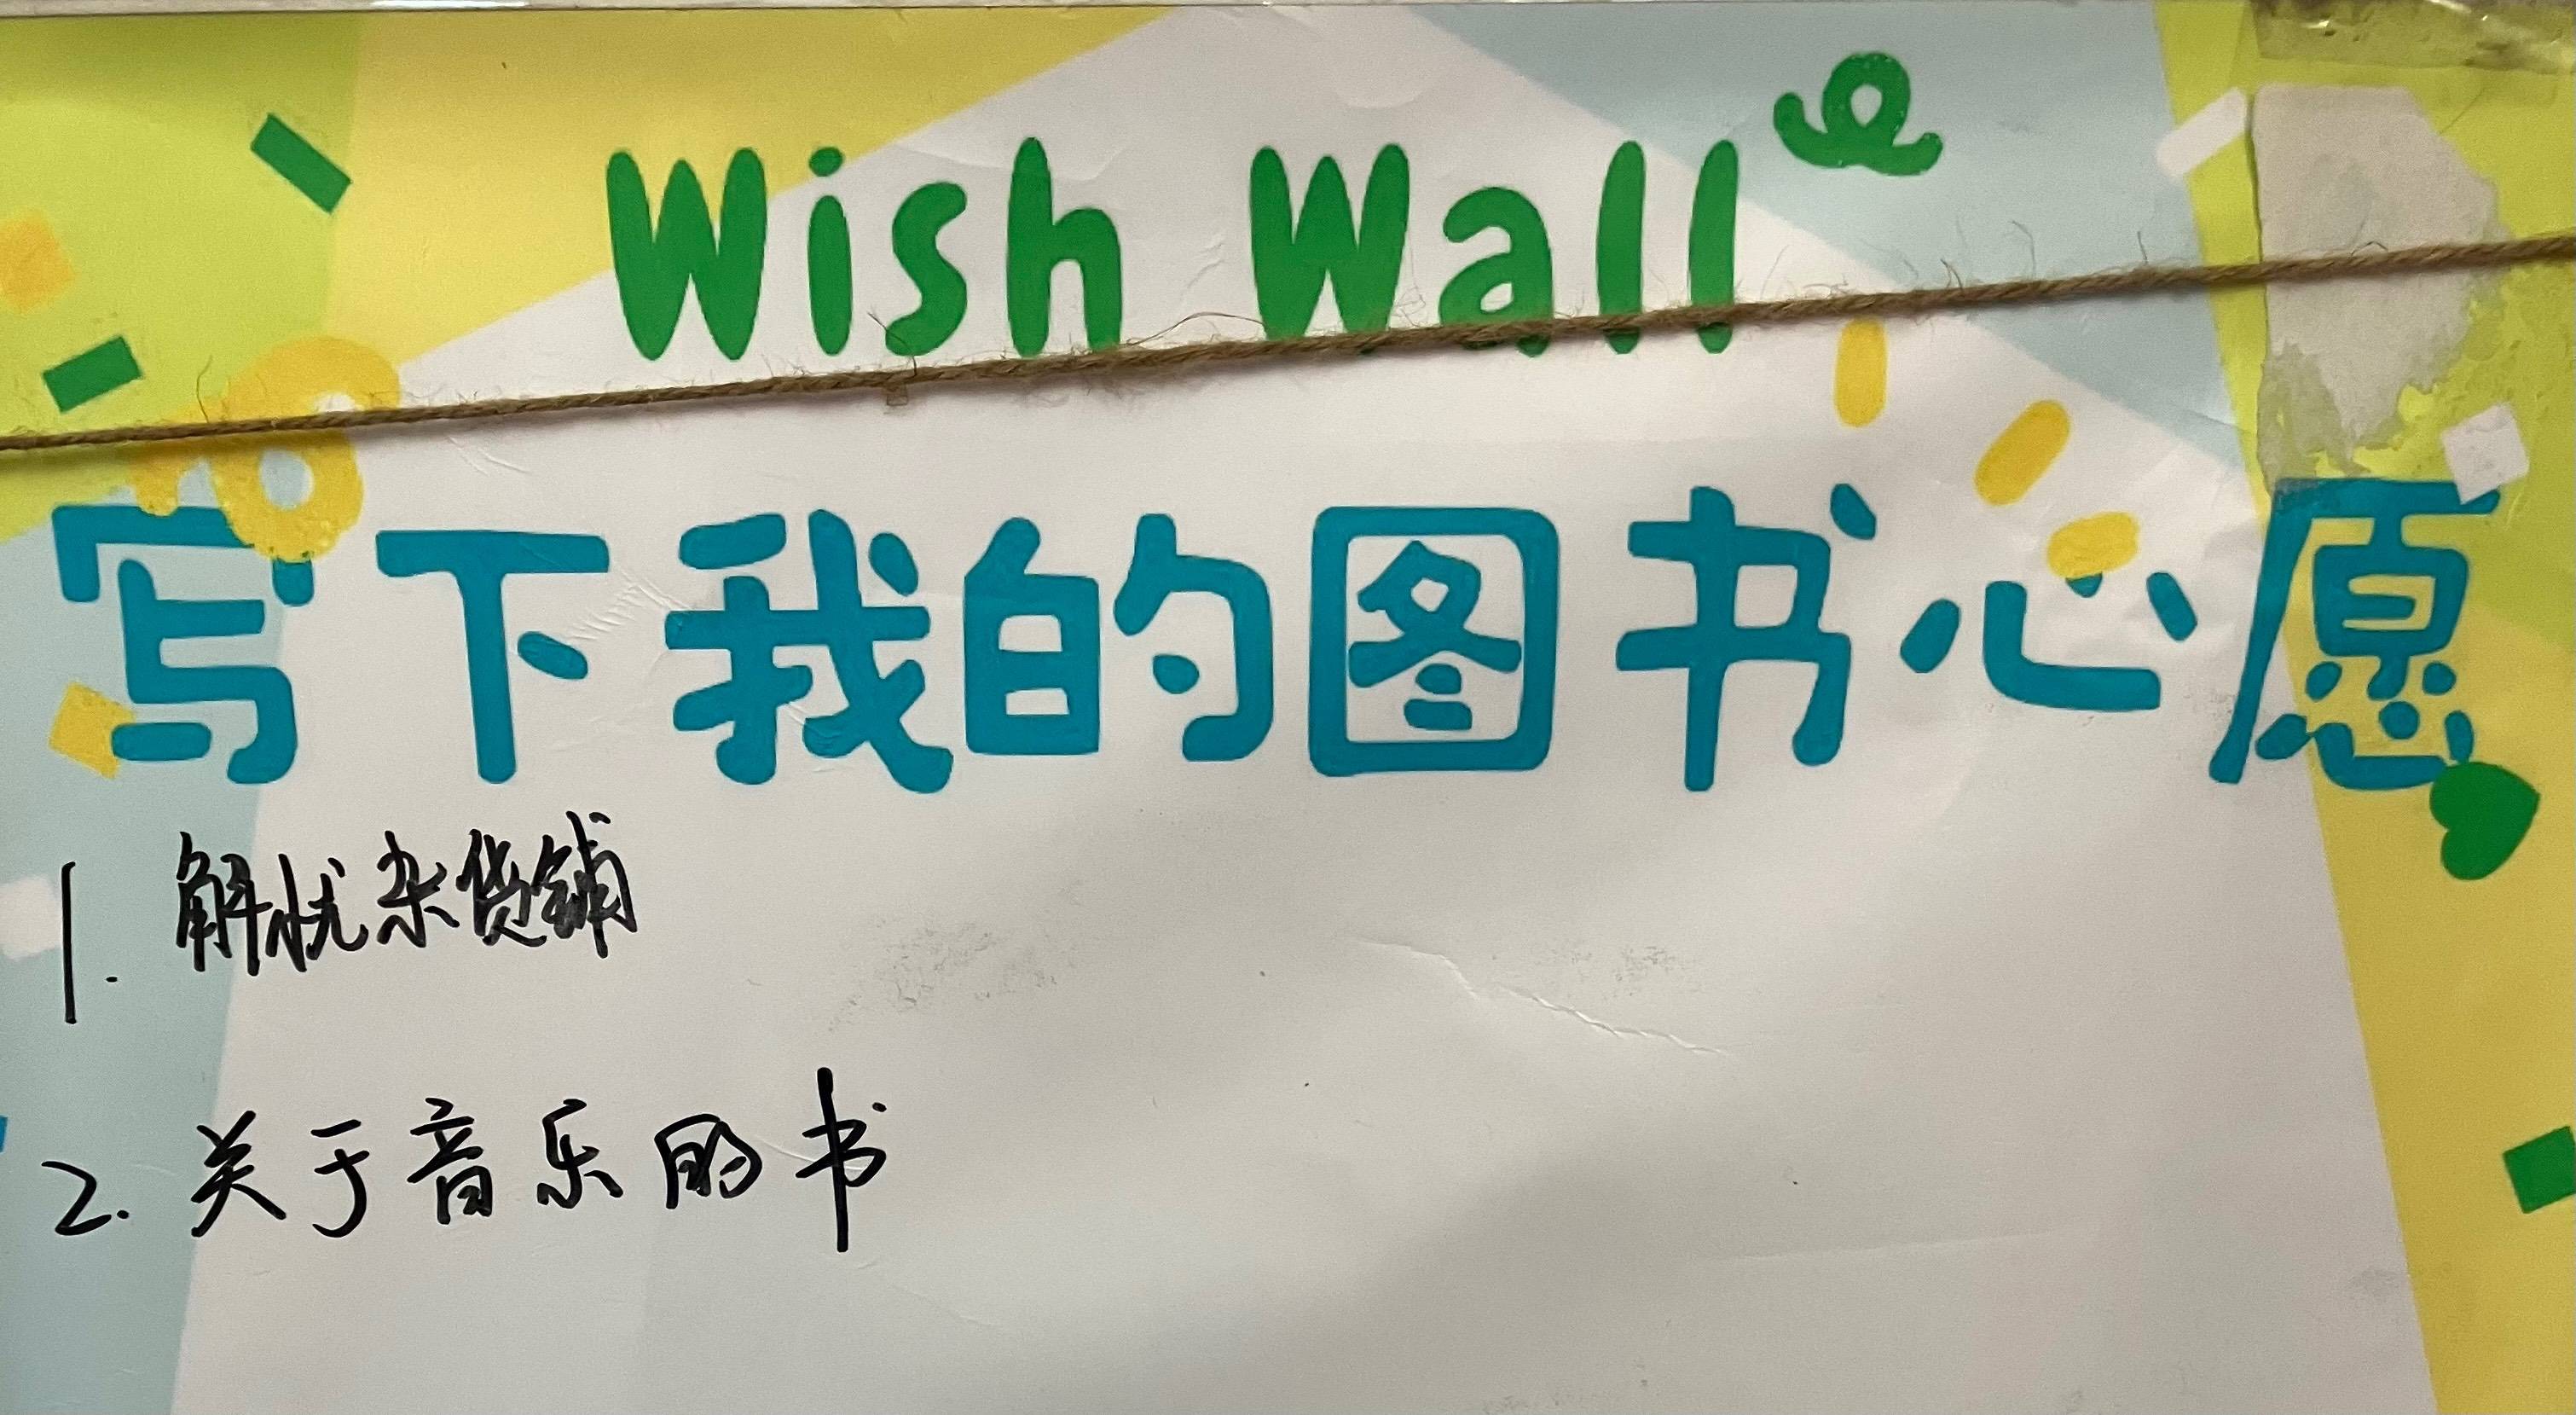 Wish Wall
写下我的图书心愿
1. 解忧杂货铺
2. 关于音乐的书